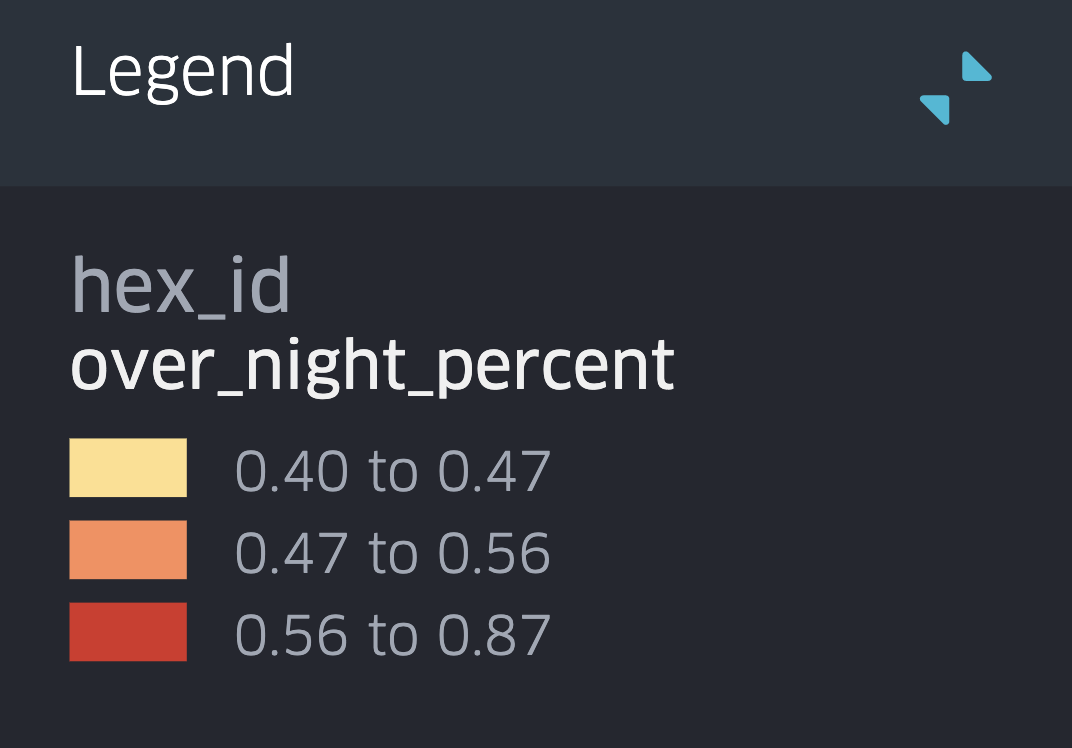 Legend
hex_id
over_night_percent
0.40 to 0.47
0.47 to 0.56
0.56 to 0.87